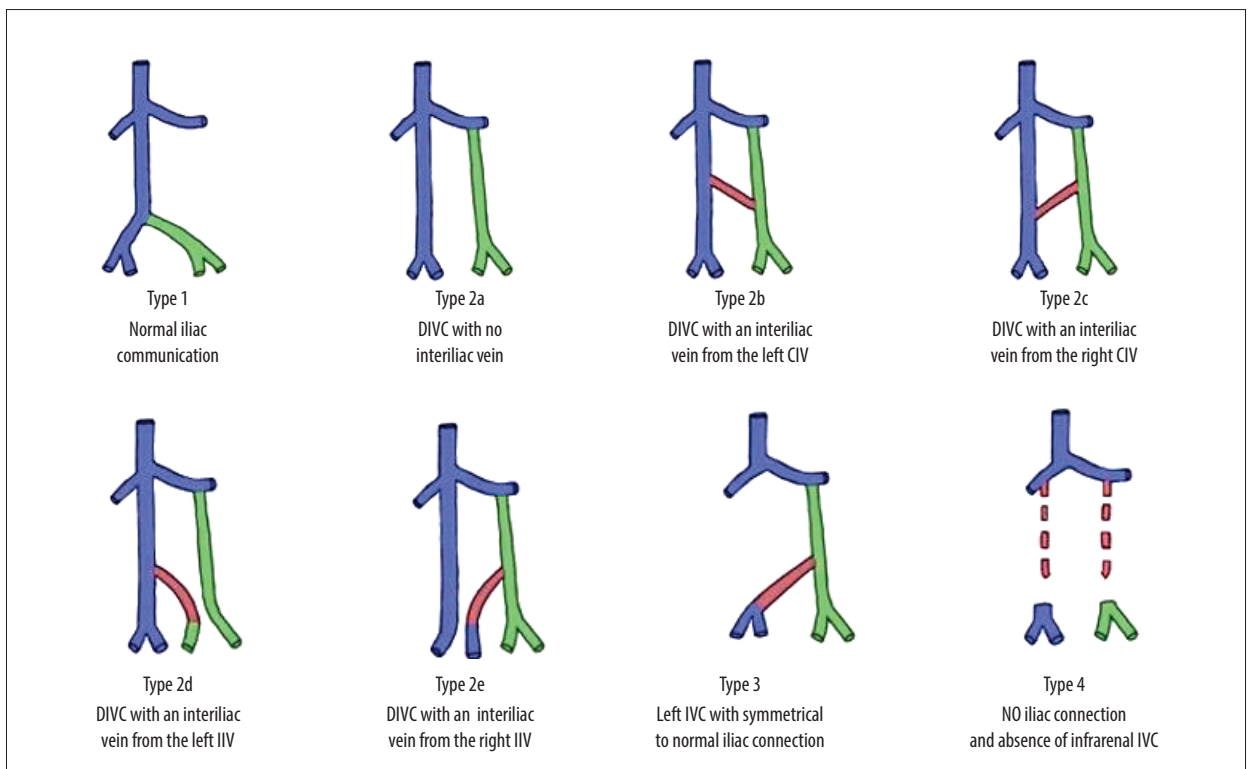 Type 1
Normal iliac
communication
Type 2a
DIVC with no
interiliac vein
Type 2b
DIVC with an interiliac
vein from the left CIV
Type 2c
DIVC with an interiliac
vein from the right CIV
Type 2d
DIVC with an interiliac
vein from the left IIV
Type 2e
DIVC with an interiliac
vein from the right IIV
Type 3
Left IVC with symmetrical
to normal iliac connection
Type 4
NO iliac connection
and absence of infrarenal IVC